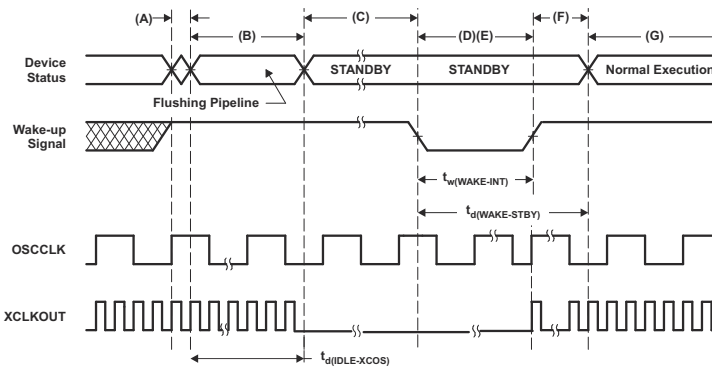 (A)
(B)
(C)
(D)(E)
(F)
(G)
Device
Status
STANDBY
STANDBY
Normal Execution
Flushing Pipeline
Wake-up
Signal
tw(WAKE-INT)
td(WAKE-STBY)
OSCCLK
XCLKOUT
td(IDLE-XCOS)